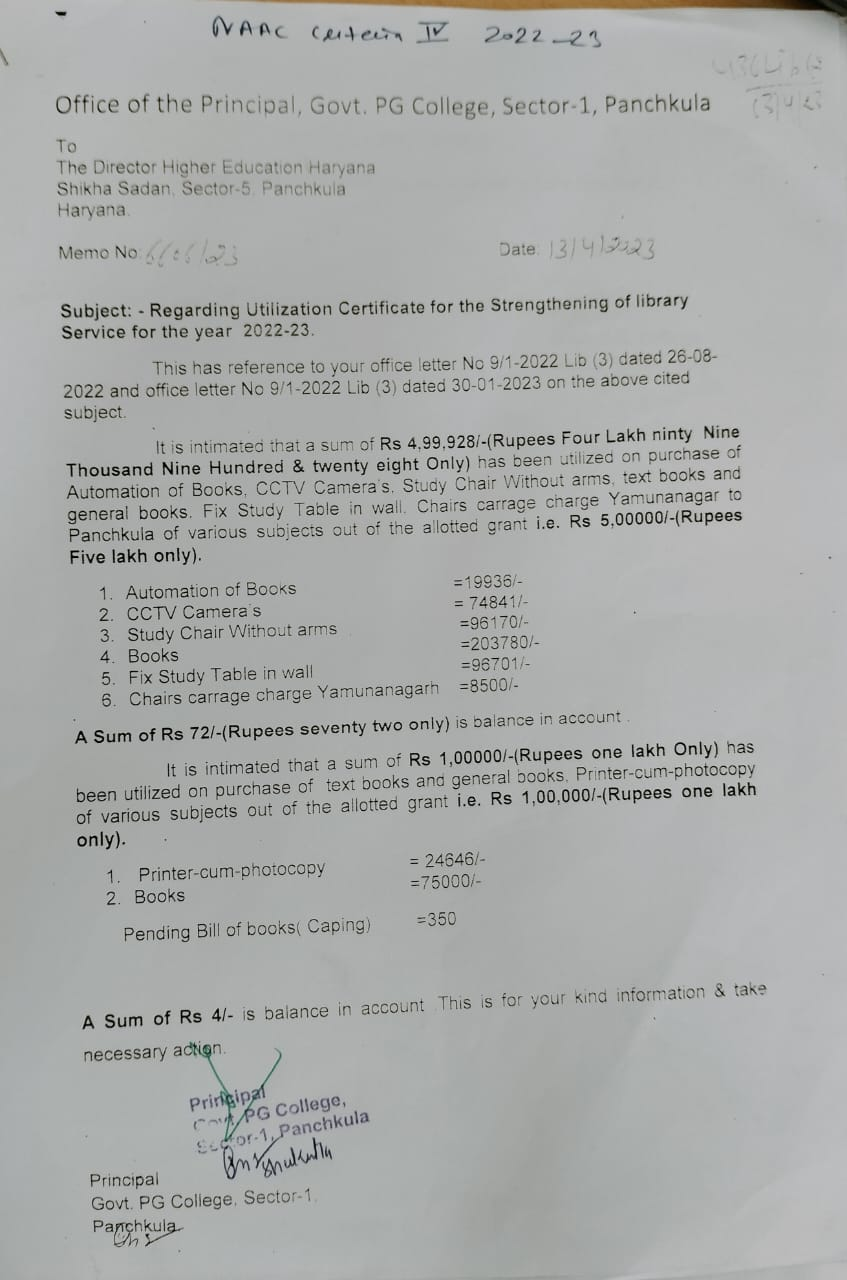 NAAC Criteria IV 2022-23
Office of the Principal, Govt. PG College, Sector-1, Panchkula
To
The Director Higher Education Haryana
Shikha Sadan, Sector-5, Panchkula
Haryana.
Memo No: Date: 13/4/2023
Subject: - Regarding Utilization Certificate for the Strengthening of library
Service for the year 2022-23.
This has reference to your office letter No 9/1-2022 Lib (3) dated 26-08-
2022 and office letter No 9/1-2022 Lib (3) dated 30-01-2023 on the above cited
subject.
It is intimated that a sum of Rs 4,99,928/-(Rupees Four Lakh ninty Nine
Thousand Nine Hundred & twenty eight Only) has been utilized on purchase of
Automation of Books, CCTV Camera's, Study Chair Without arms, text books and
general books. Fix Study Table in wall. Chairs carrage charge Yamunanagar to
Panchkula of various subjects out of the allotted grant i.e. Rs 5,00000/-(Rupees
Five lakh only).
1. Automation of Books =19936/-
2. CCTV Camera's = 74841/-
3. Study Chair Without arms =96170/-
4. Books =203780/-
5. Fix Study Table in wall =96701/-
6. Chairs carrage charge Yamunanagarh =8500/-
A Sum of Rs 72/-(Rupees seventy two only) is balance in account .
It is intimated that a sum of Rs 1,00000/-(Rupees one lakh Only) has
been utilized on purchase of text books and general books, Printer-cum-photocopy
of various subjects out of the allotted grant i.e. Rs 1,00,000/-(Rupees one lakh
only).
1. Printer-cum-photocopy = 24646/-
2. Books =75000/-
Pending Bill of books( Caping) =350
A Sum of Rs 4/- is balance in account .This is for your kind information & take
necessary action.
Principal
Govt. PG College,
Sector-1, Panchkula
Principal
Govt. PG College, Sector-1,
Panchkula